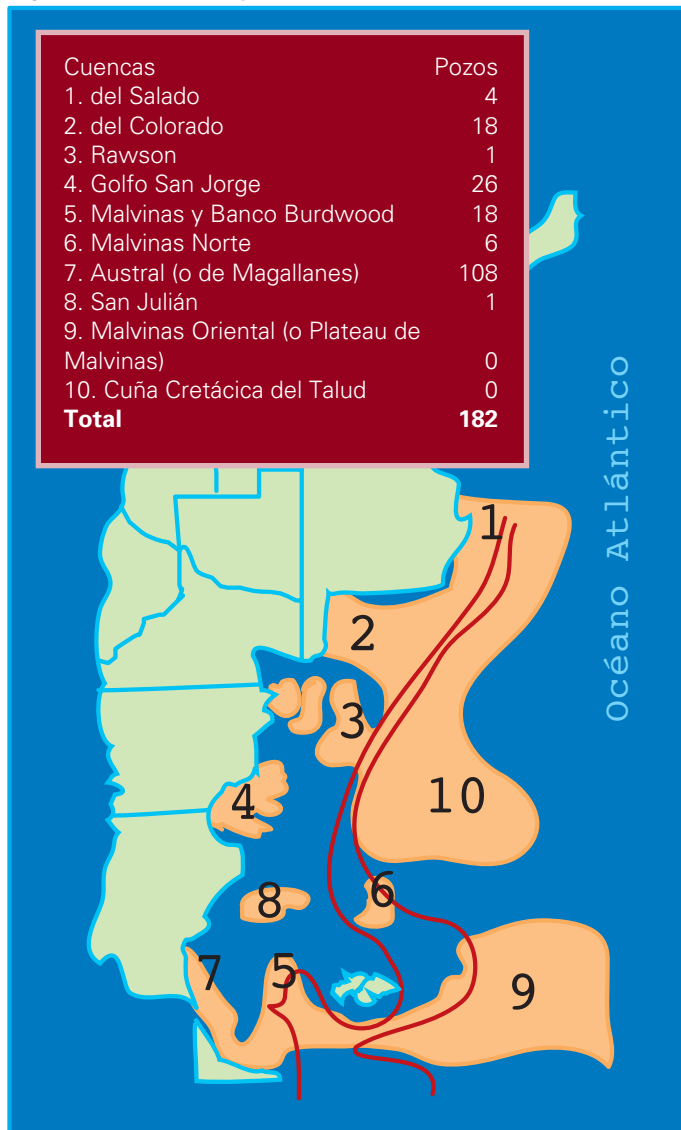 Cuencas Pozos
1. del Salado 4
2. del Colorado 18
3. Rawson 1
4. Golfo San Jorge 26
5. Malvinas y Banco Burdwood 18
6. Malvinas Norte 6
7. Austral (o de Magallanes) 108
8. San Julián 1
9. Malvinas Oriental (o Plateau de
Malvinas) 0
10. Cuña Cretácica del Talud 0
Total 182
Océano Atlántico
1
2
3
10
4
6
8
7
5
9